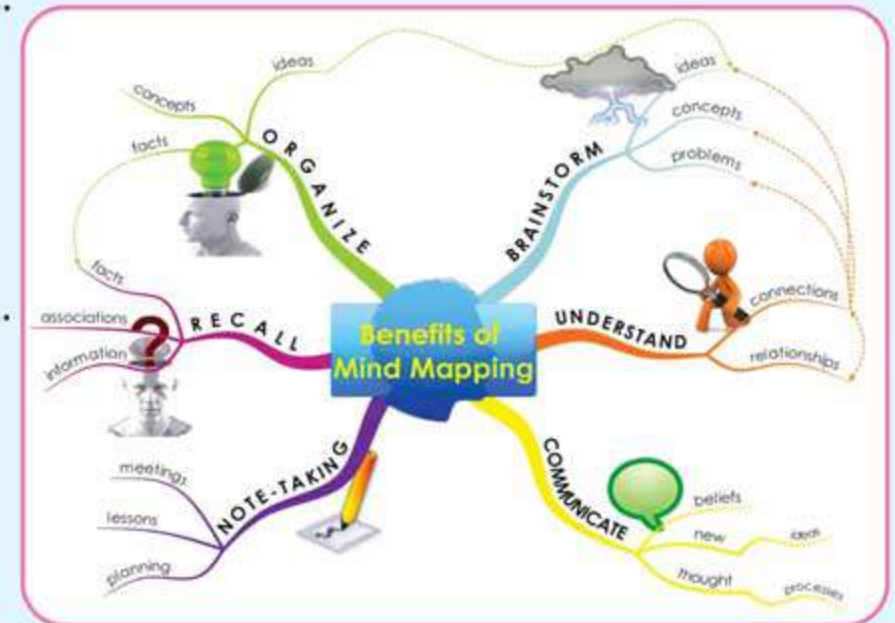 Benefits of
Mind Mapping
ORGANIZE
concepts
ideas
facts
BRAINSTORM
ideas
concepts
problems
UNDERSTAND
connections
relationships
COMMUNICATE
beliefs
new
ideas
thought
processes
NOTE-TAKING
meetings
lessons
planning
RECALL
facts
associations
information